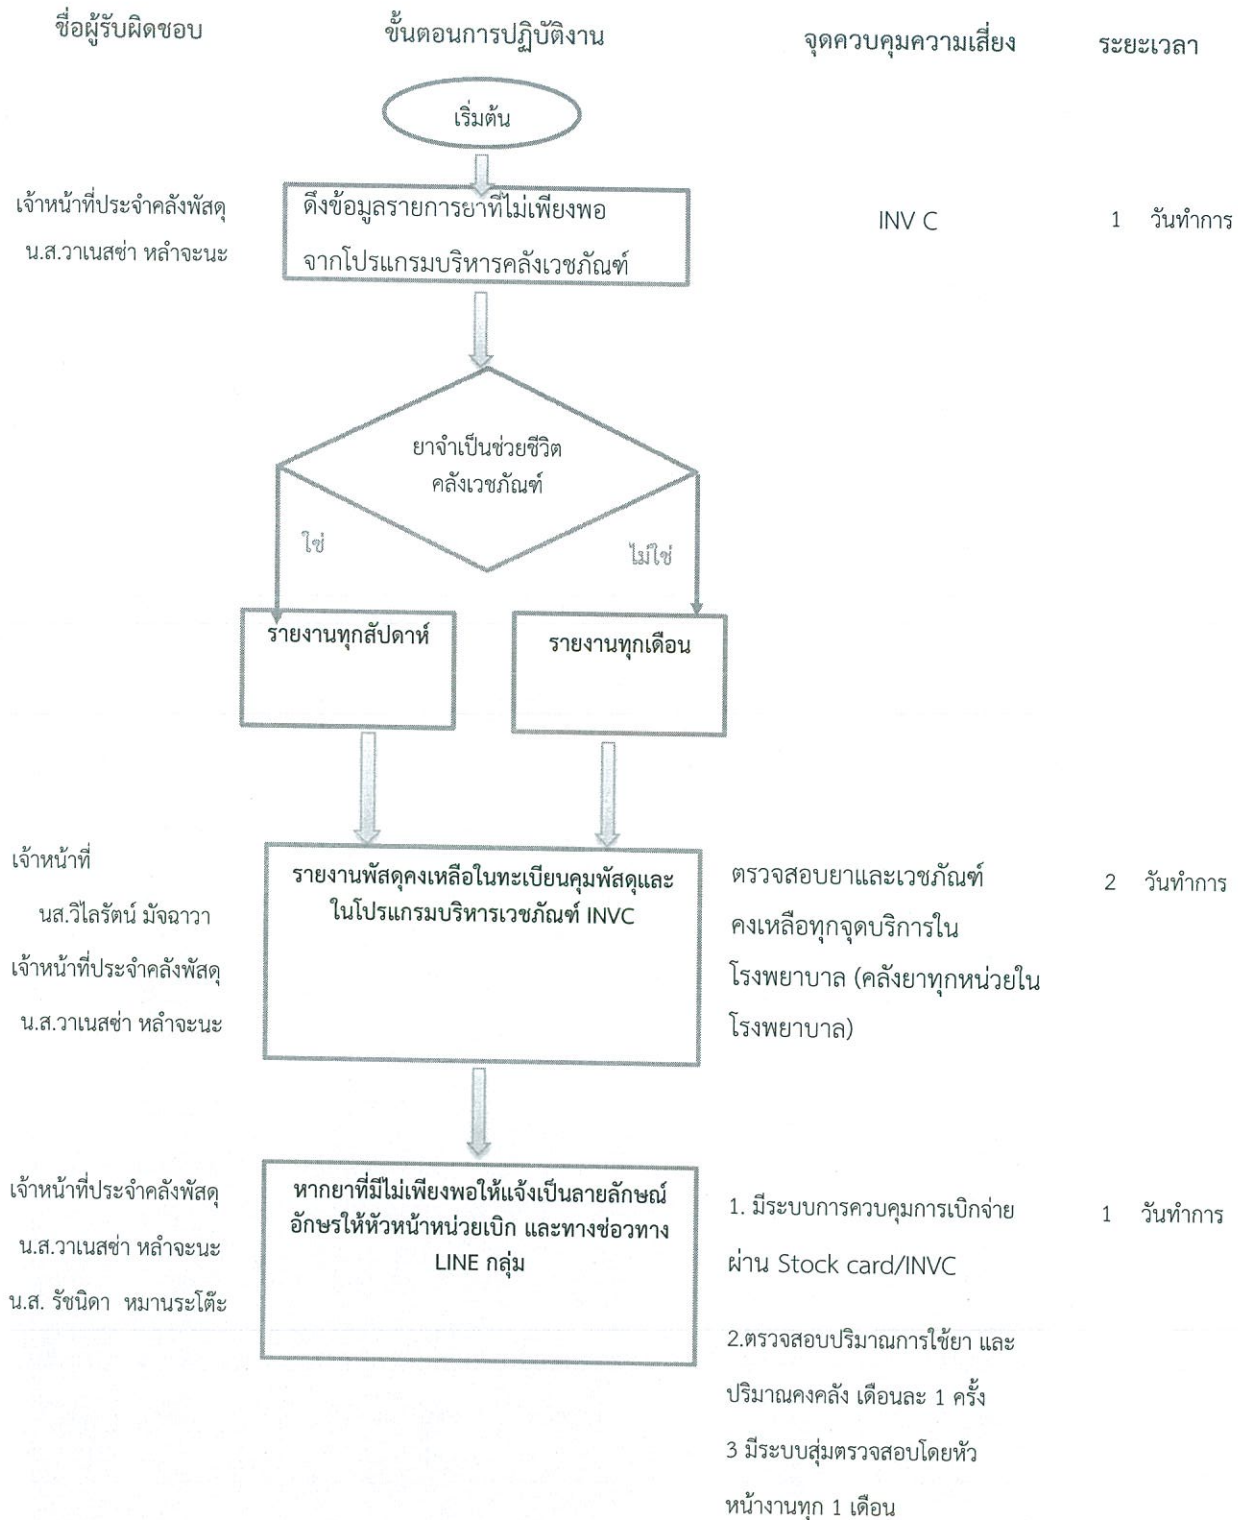 ชื่อผู้รับผิดชอบ ขั้นตอนการปฏิบัติงาน จุดควบคุมความเสี่ยง ระยะเวลา
เริ่มต้น
เจ้าหน้าที่ประจำคลังพัสดุ
น.ส.วาเนสซ่า หลำจะนะ
ดึงข้อมูลรายการยาที่ไม่เพียงพอ
จากโปรแกรมบริหารคลังเวชภัณฑ์
INV C
1 วันทำการ
ยาจำเป็นช่วยชีวิต
คลังเวชภัณฑ์
ใช่
ไม่ใช่
รายงานทุกสัปดาห์
รายงานทุกเดือน
เจ้าหน้าที่
นส.วิไลรัตน์ มัจฉาวา
เจ้าหน้าที่ประจำคลังพัสดุ
น.ส.วาเนสซ่า หลำจะนะ
รายงานพัสดุคงเหลือในทะเบียนคุมพัสดุและ
ในโปรแกรมบริหารเวชภัณฑ์ INVC
ตรวจสอบยาและเวชภัณฑ์
คงเหลือทุกจุดบริการใน
โรงพยาบาล (คลังยาทุกหน่วยใน
โรงพยาบาล)
2 วันทำการ
เจ้าหน้าที่ประจำคลังพัสดุ
น.ส.วาเนสซ่า หลำจะนะ
น.ส. รัชนิดา หมานระโต๊ะ
หากยาที่มีไม่เพียงพอให้แจ้งเป็นลายลักษณ์
อักษรให้หัวหน้าหน่วยเบิก และทางช่อวทาง
LINE กลุ่ม
1. มีระบบการควบคุมการเบิกจ่าย
ผ่าน Stock card/INVC
2.ตรวจสอบปริมาณการใช้ยา และ
ปริมาณคงคลัง เดือนละ 1 ครั้ง
3 มีระบบสุ่มตรวจสอบโดยหัว
หน้างานทุก 1 เดือน
1 วันทำการ